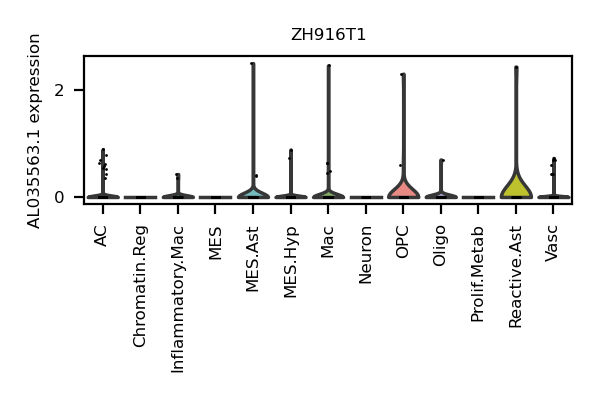 ZH916T1
AL035563.1 expression
2
0
AC
Chromatin.Reg
Inflammatory.Mac
MES
MES.Ast
MES.Hyp
Mac
Neuron
OPC
Oligo
Prolif.Metab
Reactive.Ast
Vasc